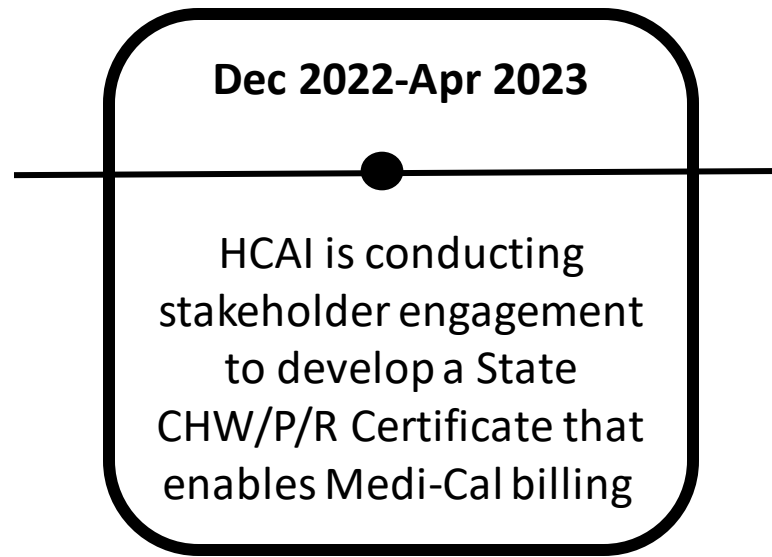 Dec 2022-Apr 2023
HCAI is conducting
stakeholder engagement
to develop a State
CHW/P/R Certificate that
enables Medi-Cal billing